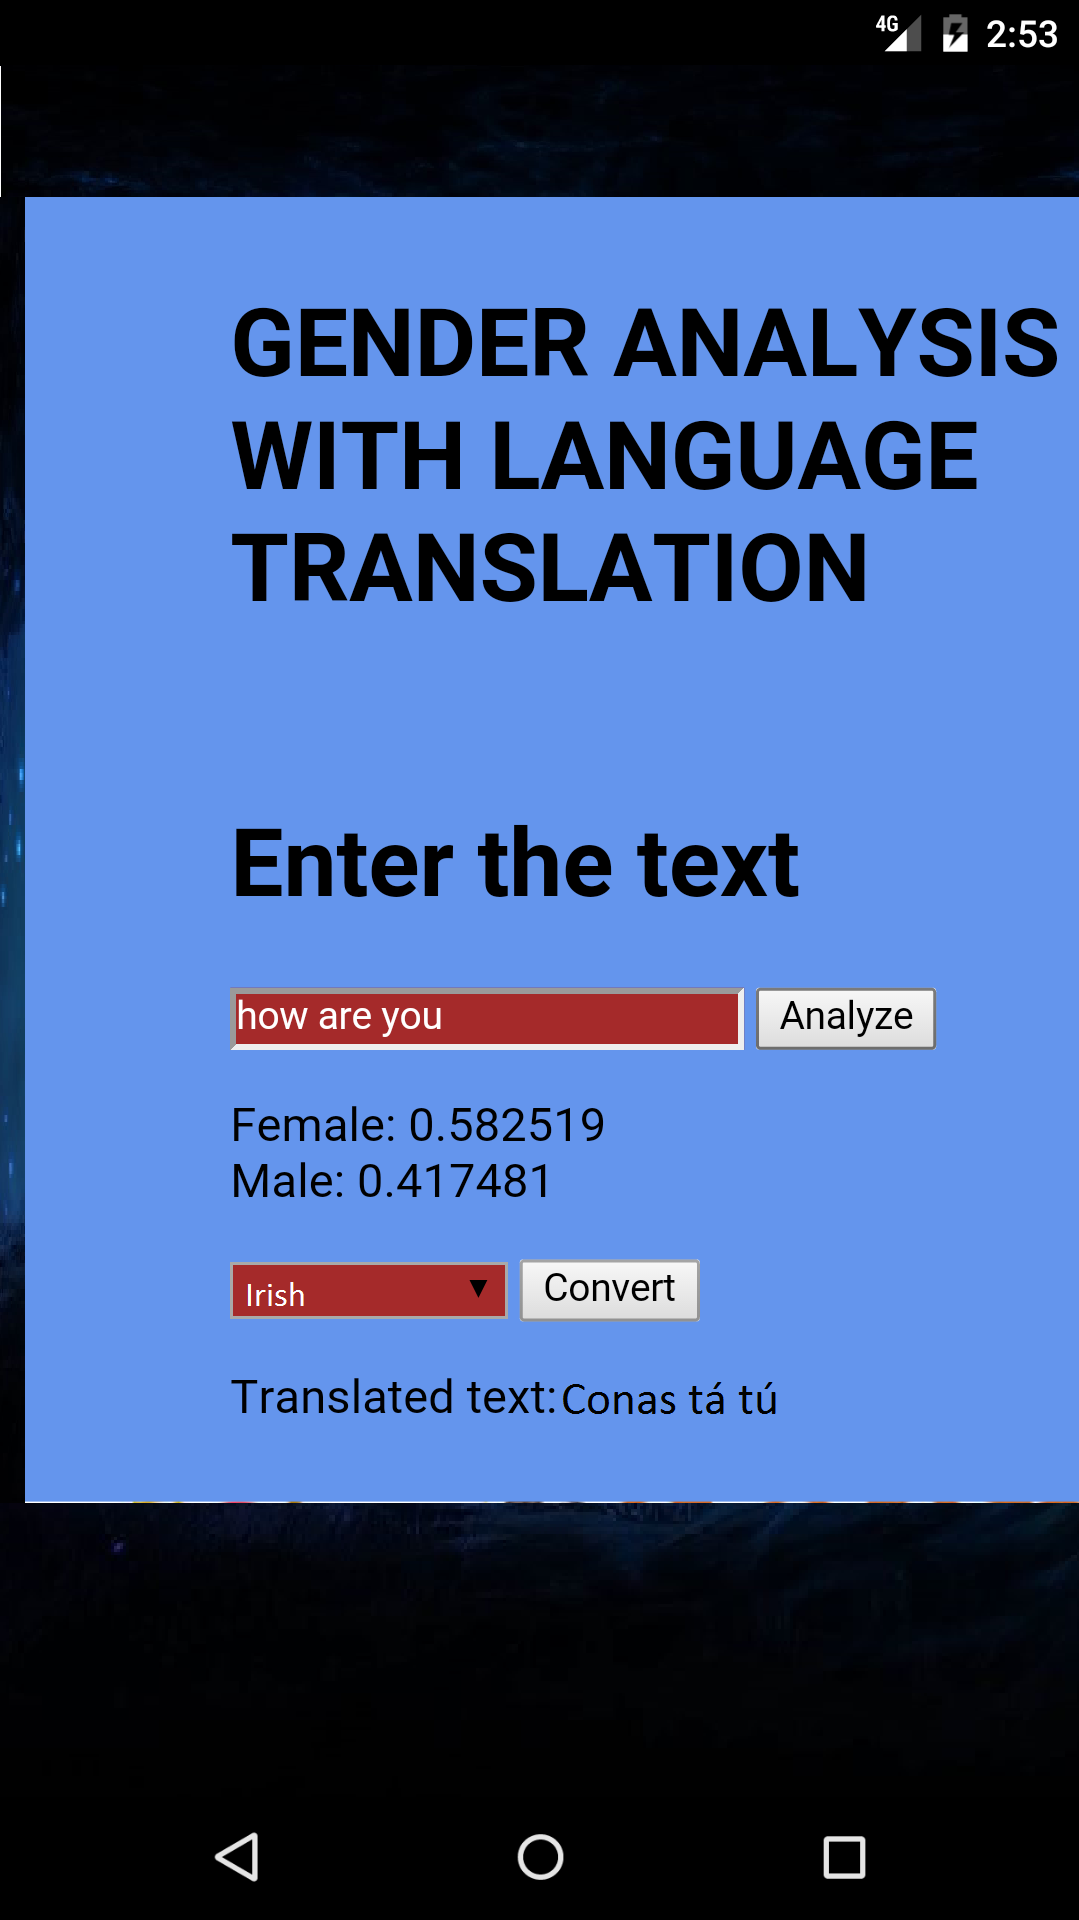 4G 2:53
GENDER ANALYSIS
WITH LANGUAGE
TRANSLATION
Enter the text
how are you Analyze
Female: 0.582519
Male: 0.417481
Irish Convert
Translated text: Conas tá tú